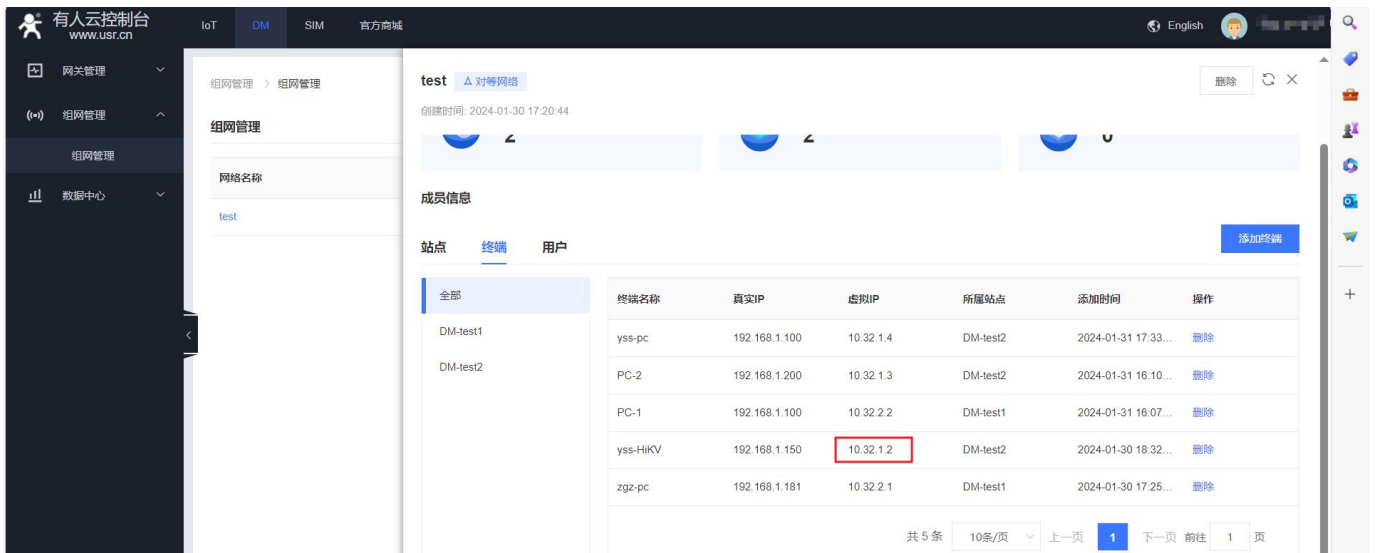 有人云控制台
www.usr.cn
IoT DM SIM 官方商城
English
网关管理
组网管理
组网管理
数据中心
组网管理 > 组网管理
组网管理
网络名称
test
test 对等网络
删除
创建时间: 2024-01-30 17:20:44
2 2 0
成员信息
站点 终端 用户
添加终端
全部
DM-test1
DM-test2
终端名称 真实IP 虚拟IP 所属站点 添加时间 操作
yss-pc 192.168.1.100 10.32.1.4 DM-test2 2024-01-31 17:33... 删除
PC-2 192.168.1.200 10.32.1.3 DM-test2 2024-01-31 16:10... 删除
PC-1 192.168.1.100 10.32.2.2 DM-test1 2024-01-31 16:07... 删除
yss-HiKV 192.168.1.150 10.32.1.2 DM-test2 2024-01-30 18:32... 删除
zgz-pc 192.168.1.181 10.32.2.1 DM-test1 2024-01-30 17:25... 删除
共 5 条 10条/页 上一页 1 下一页 前往 1 页